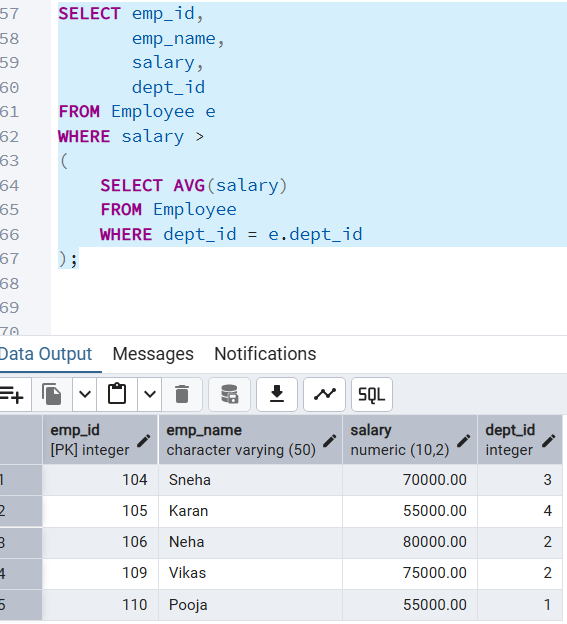 57 SELECT emp_id,
58 emp_name,
59 salary,
60 dept_id
61 FROM Employee e
62 WHERE salary >
63 (
64 SELECT AVG(salary)
65 FROM Employee
66 WHERE dept_id = e.dept_id
67 );
68
69
70
Data Output Messages Notifications
SQL
emp_id emp_name salary dept_id
[PK] integer character varying (50) numeric (10,2) integer
1 104 Sneha 70000.00 3
2 105 Karan 55000.00 4
3 106 Neha 80000.00 2
4 109 Vikas 75000.00 2
5 110 Pooja 55000.00 1